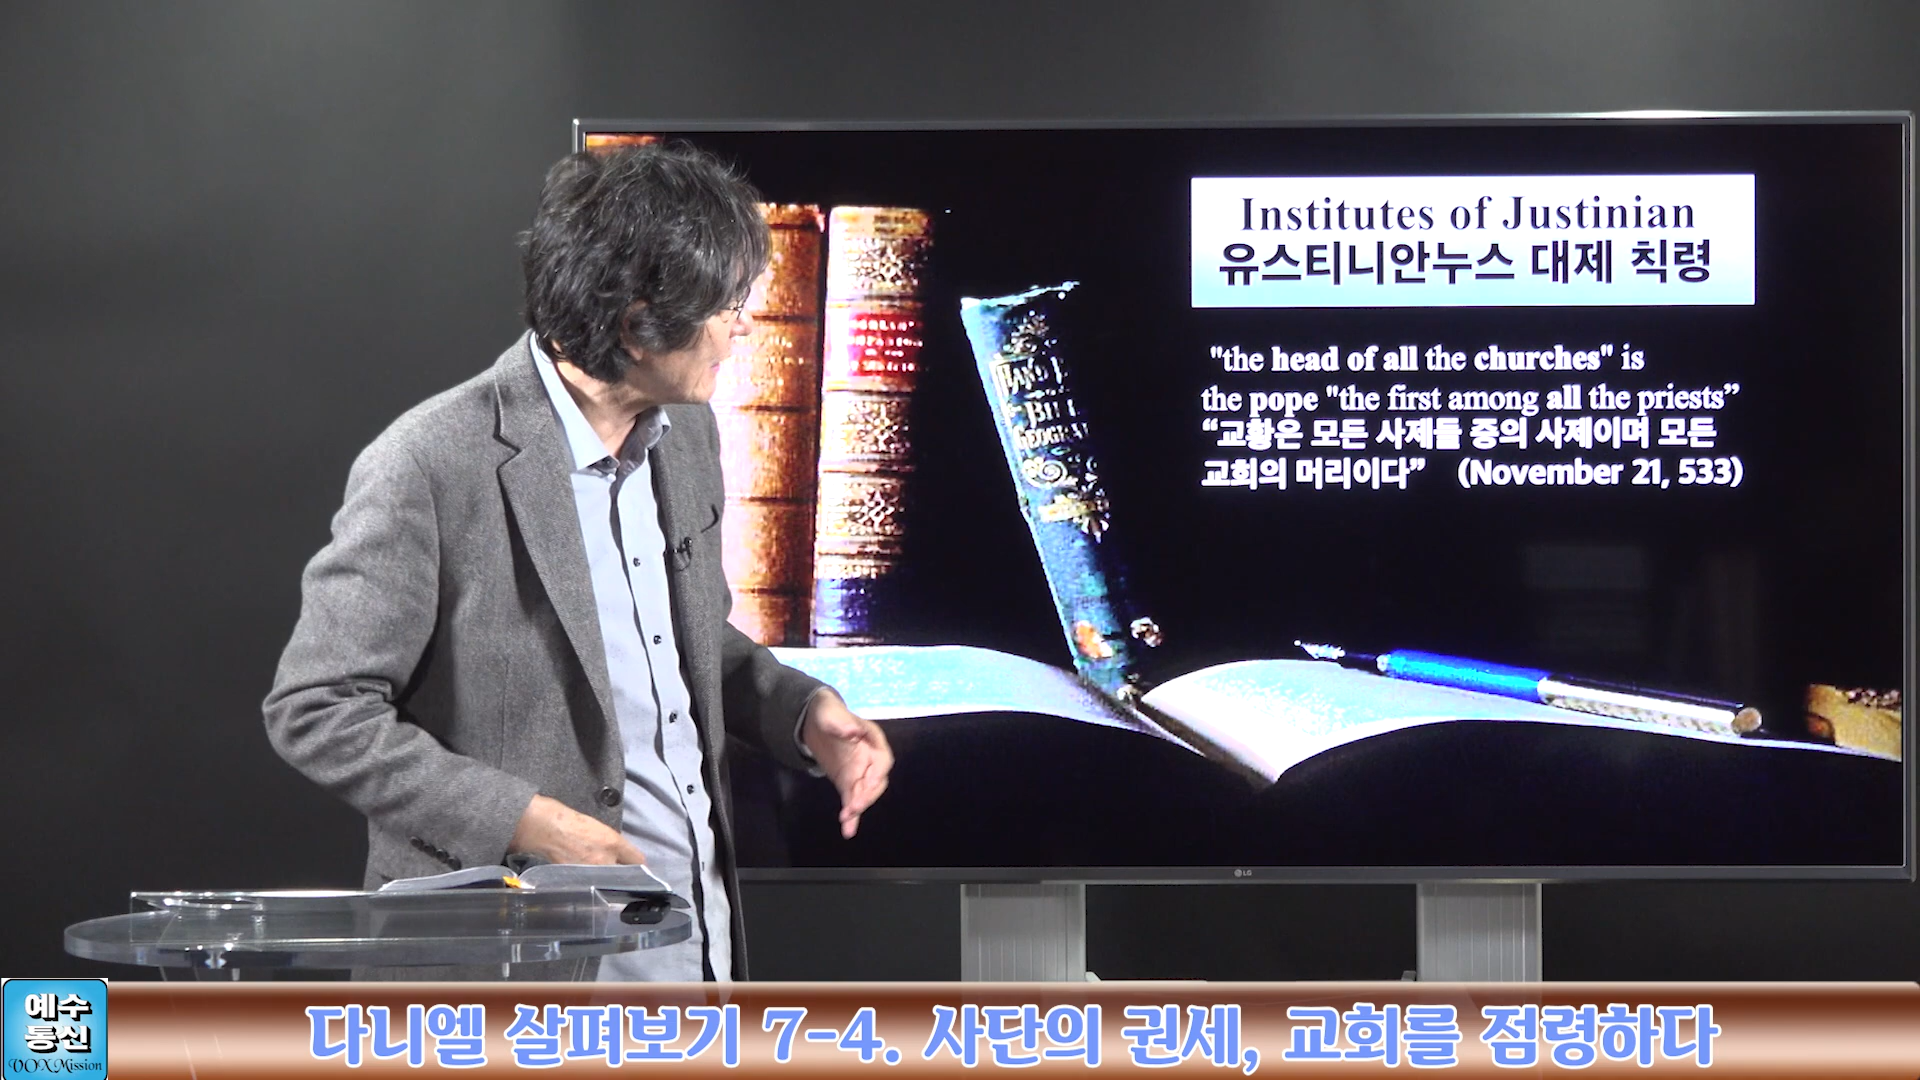 Institutes of Justinian
유스티니안누스 대제 칙령
"the head of all the churches" is
the pope "the first among all the priests”
“교황은 모든 사제들 중의 사제이며 모든
교회의 머리이다” (November 21, 533)
LG
예수
통신
VOX Mission
다니엘 살펴보기 7-4. 사단의 권세, 교회를 점령하다